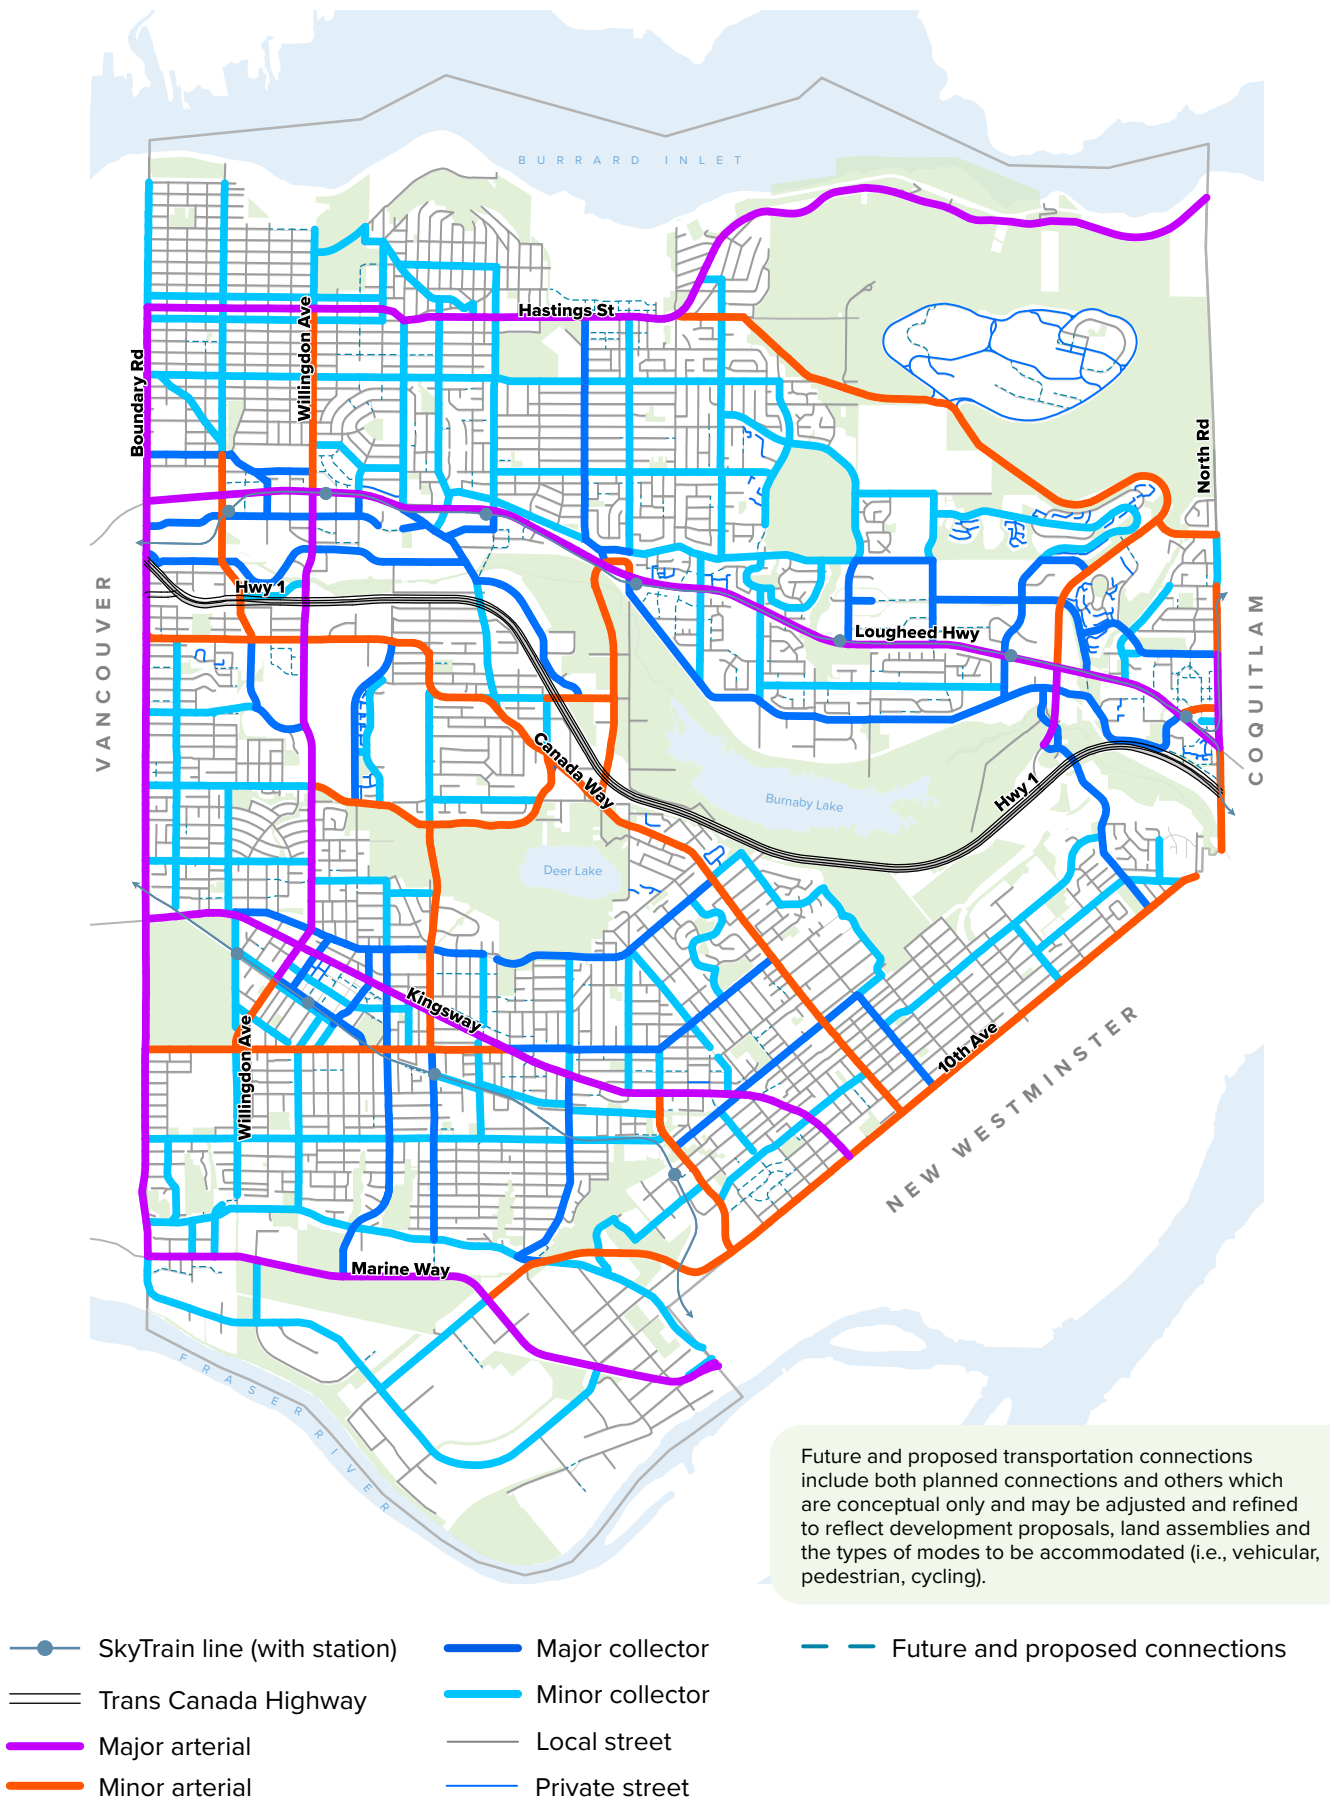 BURRARD INLET
Hastings St
Willingdon Ave
Boundary Rd
North Rd
Hwy 1
Lougheed Hwy
VANCOUVER
COQUITLAM
Canada Way
Hwy 1
Burnaby Lake
Deer Lake
Kingsway
Willingdon Ave
10th Ave
NEW WESTMINSTER
Marine Way
FRASER RIVER
Future and proposed transportation connections
include both planned connections and others which
are conceptual only and may be adjusted and refined
to reflect development proposals, land assemblies and
the types of modes to be accommodated (i.e., vehicular,
pedestrian, cycling).
SkyTrain line (with station)
Trans Canada Highway
Major arterial
Minor arterial
Major collector
Minor collector
Local street
Private street
Future and proposed connections